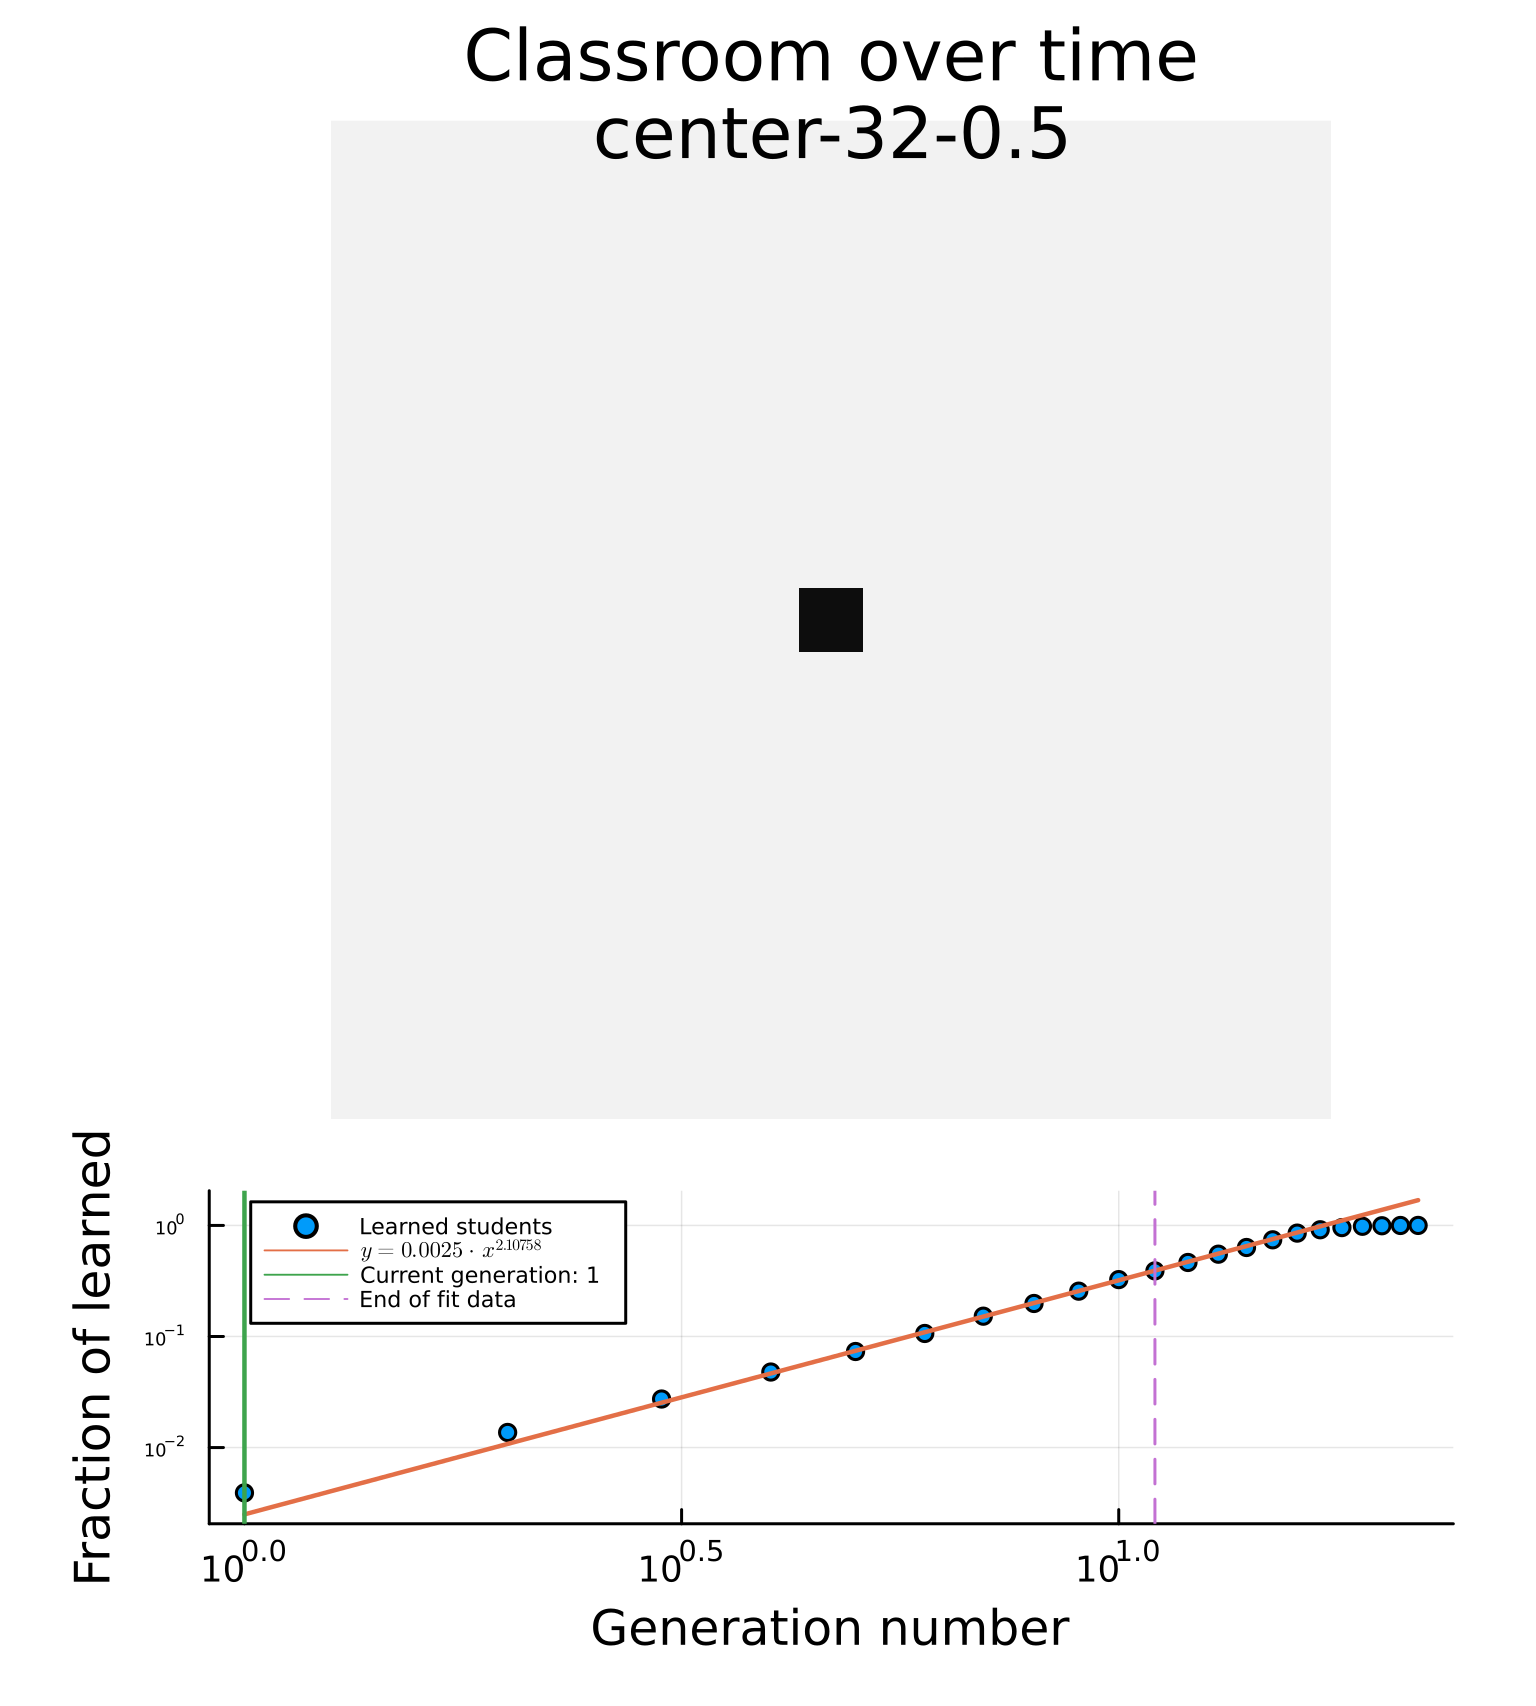 Classroom over time
center-32-0.5
Fraction of learned
10^0
10^-1
10^-2
Learned students
y = 0.0025 · x^2.10758
Current generation: 1
End of fit data
10^0.0
10^0.5
10^1.0
Generation number